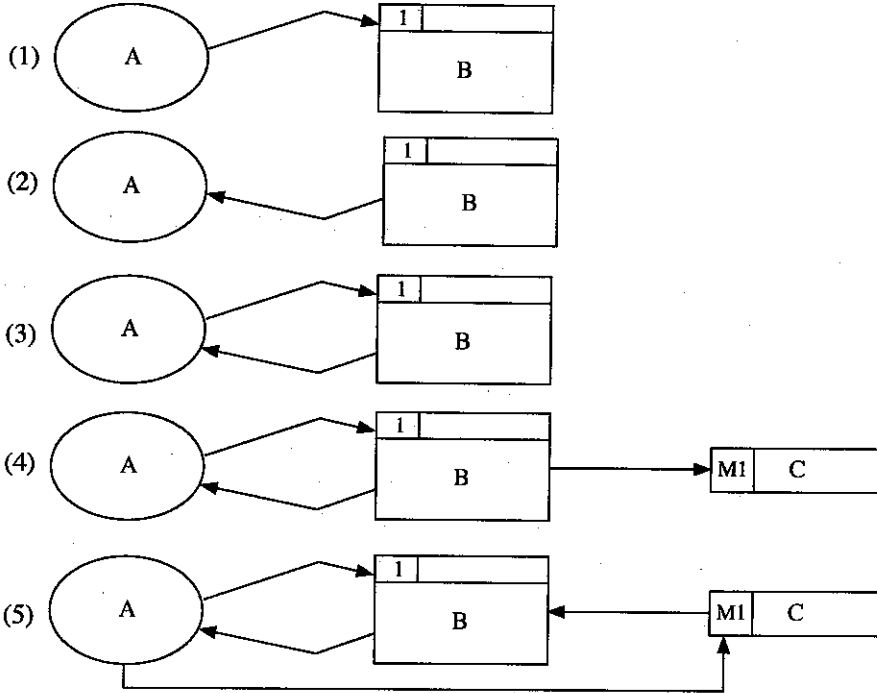 1
(1) A B
1
(2) A B
1
(3) A B
1
(4) A B M1 C
1
(5) A B M1 C